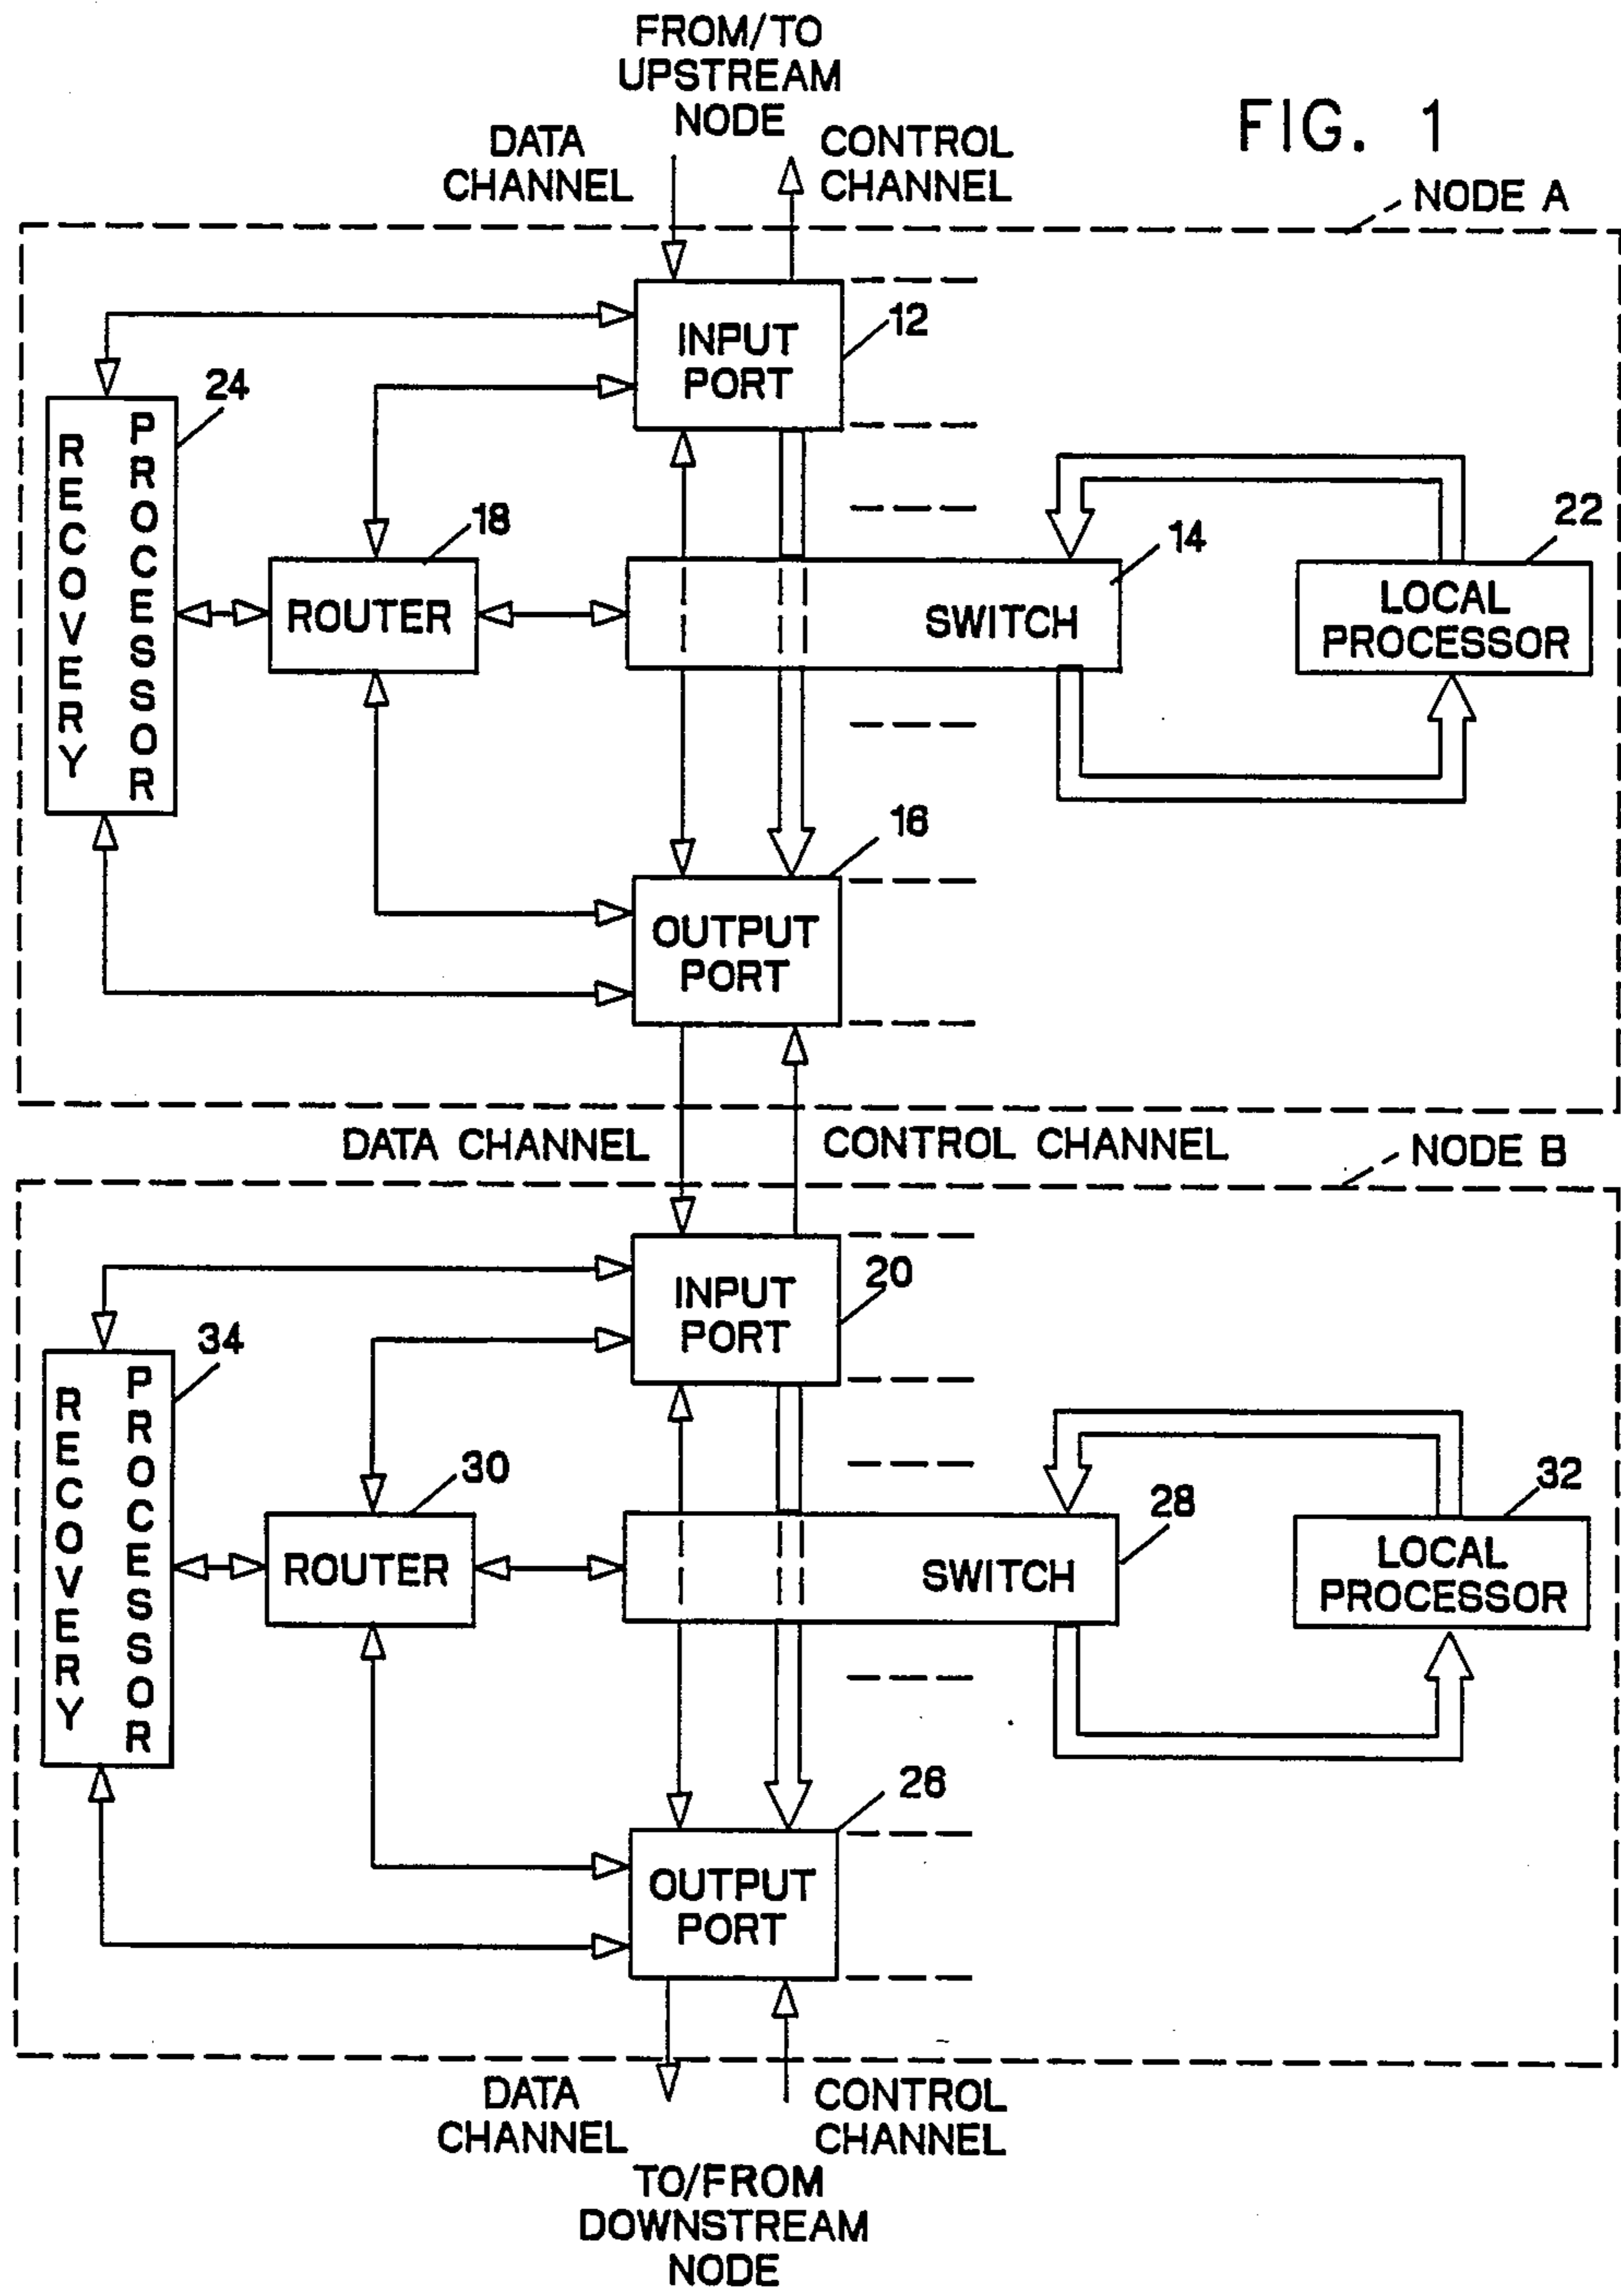 FROM/TO
UPSTREAM
NODE
FIG. 1
DATA
CHANNEL
CONTROL
CHANNEL
NODE A
INPUT
PORT
12
24
RECOVERY
PROCESSOR
18
ROUTER
14
SWITCH
22
LOCAL
PROCESSOR
16
OUTPUT
PORT
DATA CHANNEL
CONTROL CHANNEL
NODE B
INPUT
PORT
20
34
RECOVERY
PROCESSOR
30
ROUTER
28
SWITCH
32
LOCAL
PROCESSOR
26
OUTPUT
PORT
DATA
CHANNEL
CONTROL
CHANNEL
TO/FROM
DOWNSTREAM
NODE